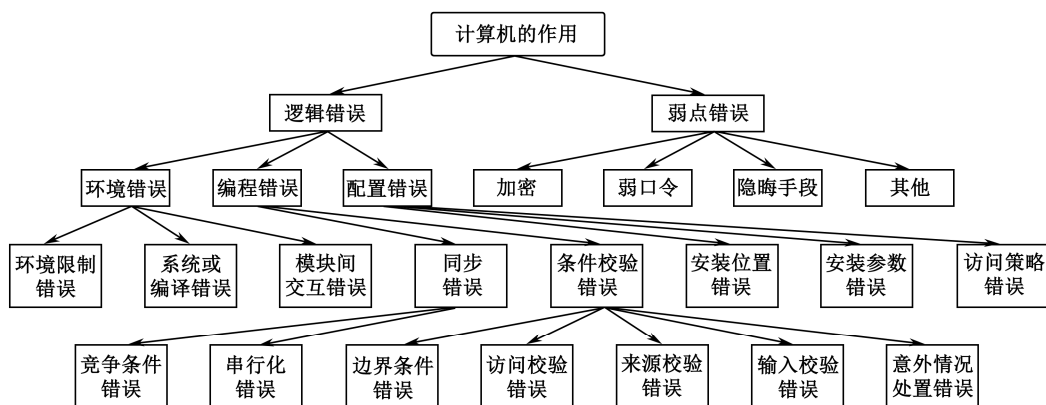 计算机的作用
逻辑错误
弱点错误
环境错误
编程错误
配置错误
加密
弱口令
隐晦手段
其他
环境限制
错误
系统或
编译错误
模块间
交互错误
同步
错误
条件校验
错误
安装位置
错误
安装参数
错误
访问策略
错误
竞争条件
错误
串行化
错误
边界条件
错误
访问校验
错误
来源校验
错误
输入校验
错误
意外情况
处置错误